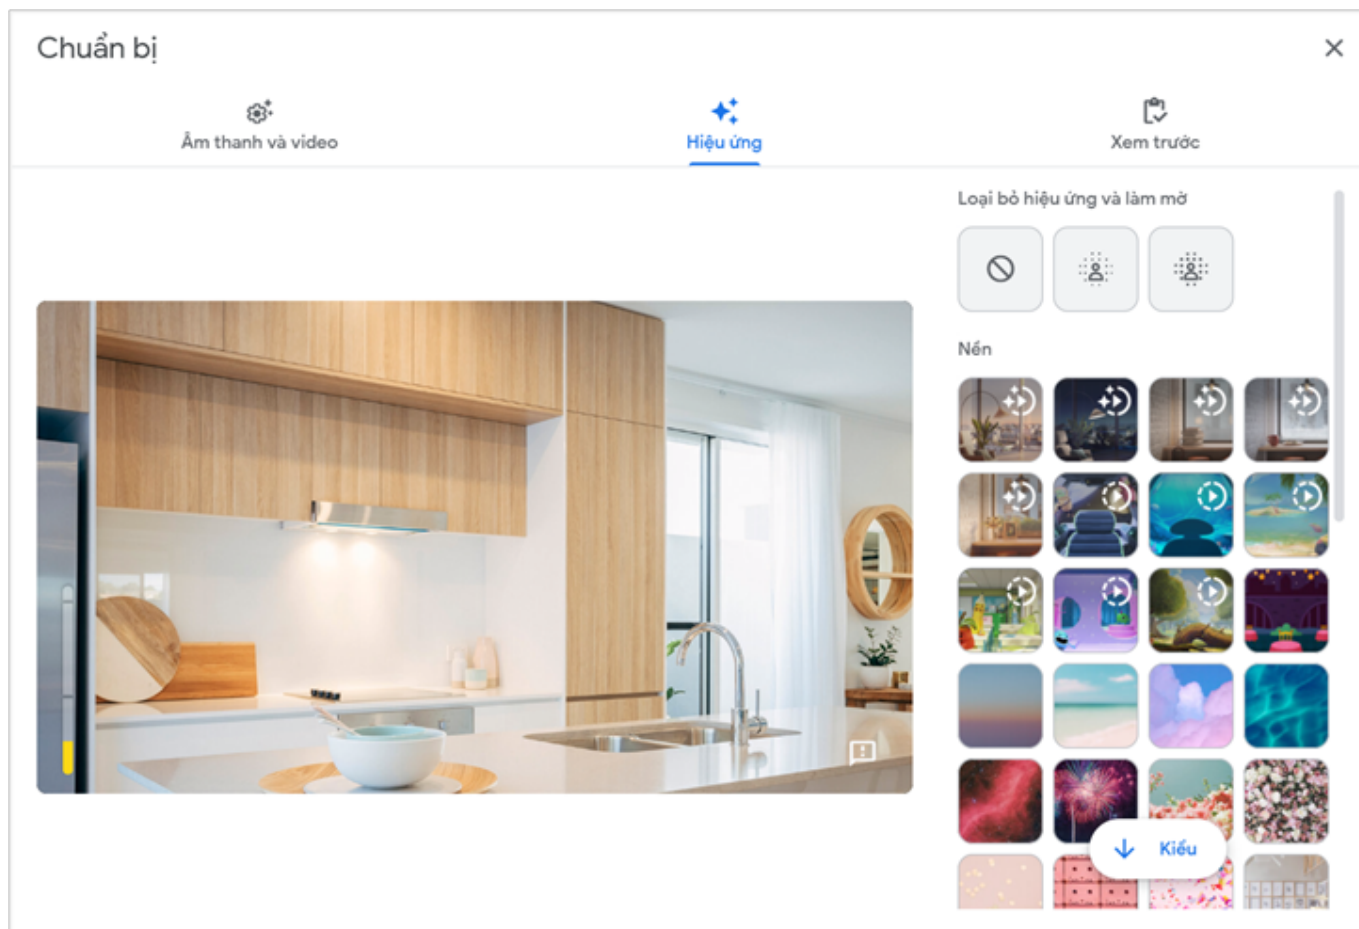 Chuẩn bị
Âm thanh và video
Hiệu ứng
Xem trước
Loại bỏ hiệu ứng và làm mờ
Nền
Kiểu